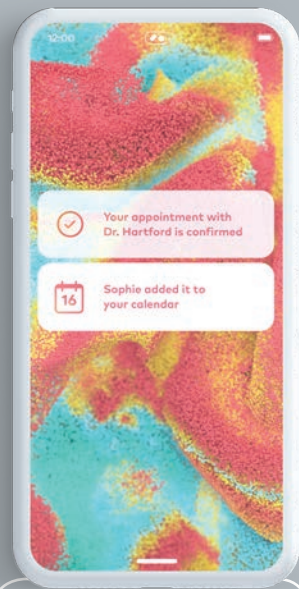 12:00
Your appointment with
Dr. Hartford is confirmed
16
Sophie added it to
your calendar